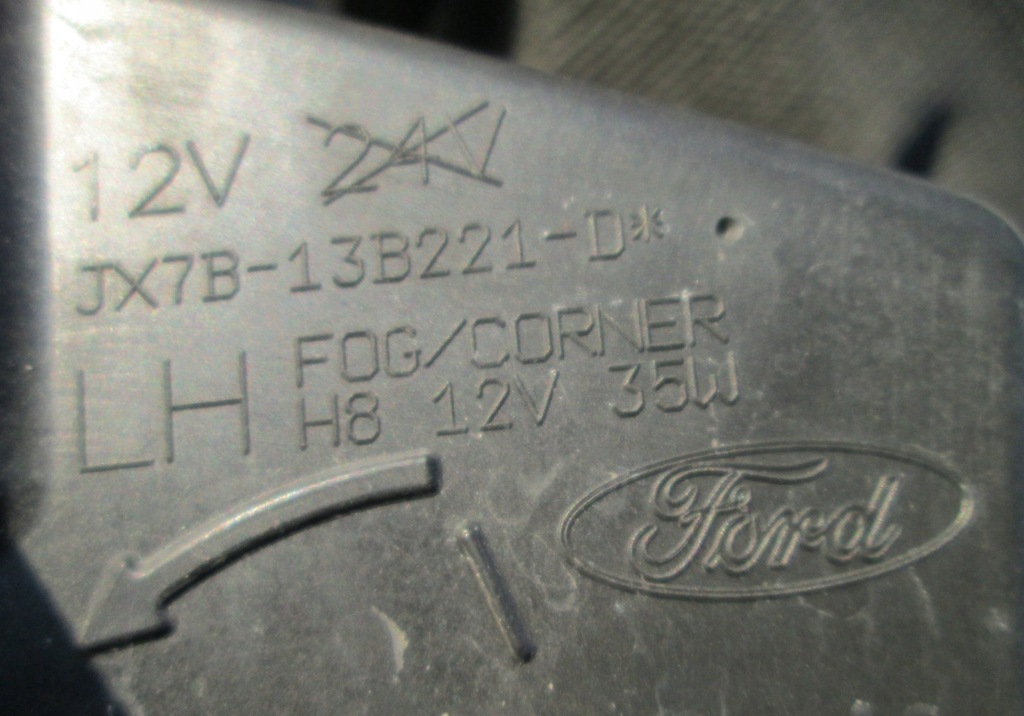 12V 24V
JX7B-13B221-D*
LH FOG/CORNER
H8 12V 35W
Ford